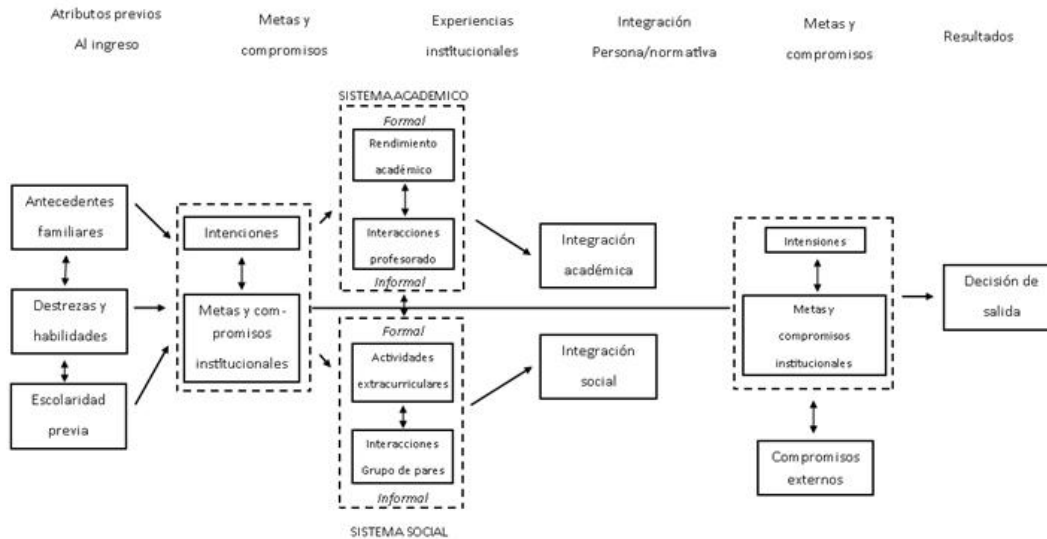 Atributos previos
Al ingreso
Metas y
compromisos
Experiencias
institucionales
Integración
Persona/normativa
Metas y
compromisos
Resultados
SISTEMA ACADEMICO
Formal
Rendimiento
académico
Interacciones
profesorado
Informal
Antecedentes
familiares
Destrezas y
habilidades
Escolaridad
previa
Intenciones
Metas y com-
promisos
institucionales
Formal
Actividades
extracurriculares
Interacciones
Grupo de pares
Informal
SISTEMA SOCIAL
Integración
académica
Integración
social
Intensiones
Metas y
compromisos
institucionales
Compromisos
externos
Decisión de
salida